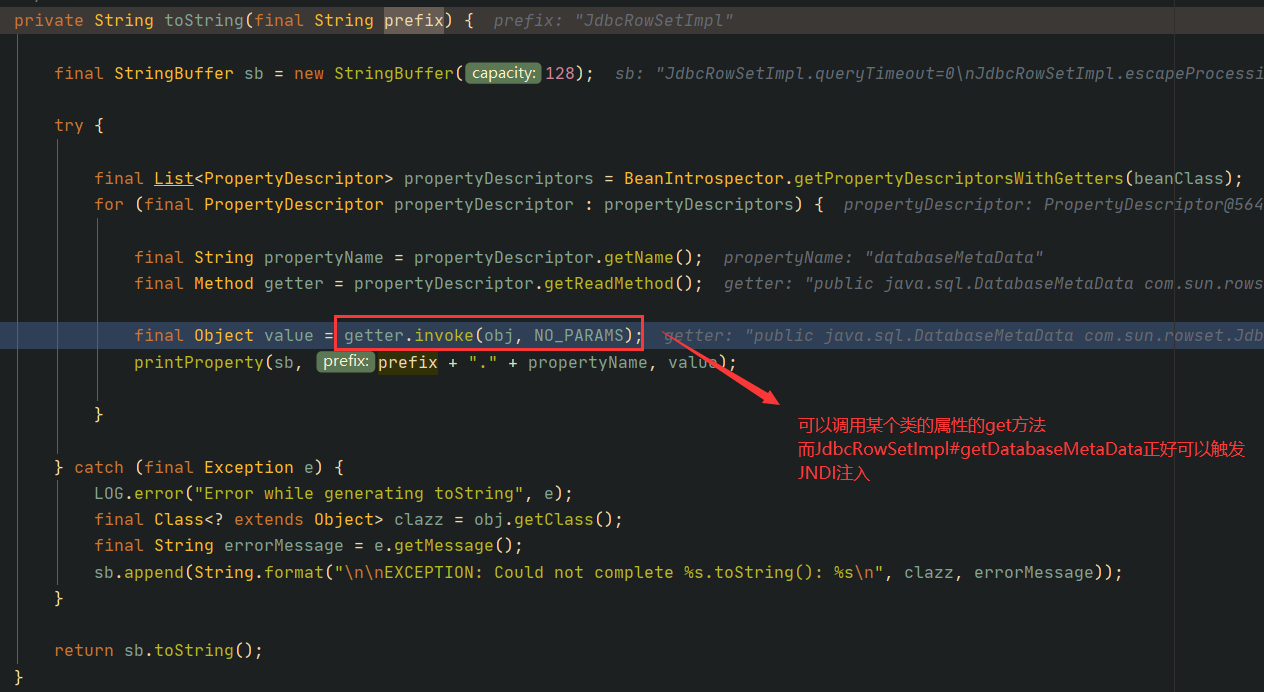 private String toString(final String prefix) { prefix: "JdbcRowSetImpl"
final StringBuffer sb = new StringBuffer( capacity: 128); sb: "JdbcRowSetImpl.queryTimeout=0\nJdbcRowSetImpl.escapeProcessi
try {
final List<PropertyDescriptor> propertyDescriptors = BeanIntrospector.getPropertyDescriptorsWithGetters(beanClass);
for (final PropertyDescriptor propertyDescriptor : propertyDescriptors) { propertyDescriptor: PropertyDescriptor@564
final String propertyName = propertyDescriptor.getName(); propertyName: "databaseMetaData"
final Method getter = propertyDescriptor.getReadMethod(); getter: "public java.sql.DatabaseMetaData com.sun.rows
final Object value = getter.invoke(obj, NO_PARAMS); getter: "public java.sql.DatabaseMetaData com.sun.rowset.Jdb
printProperty(sb, prefix: prefix + "." + propertyName, value);
}
可以调用某个类的属性的get方法
而JdbcRowSetImpl#getDatabaseMetaData正好可以触发
JNDI注入
} catch (final Exception e) {
LOG.error("Error while generating toString", e);
final Class<? extends Object> clazz = obj.getClass();
final String errorMessage = e.getMessage();
sb.append(String.format("\n\nEXCEPTION: Could not complete %s.toString(): %s\n", clazz, errorMessage));
}
return sb.toString();
}